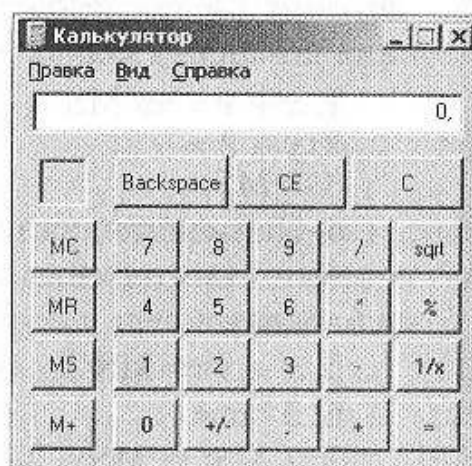 Калькулятор
Правка Вид Справка
0,
Backspace CE C
MC 7 8 9 / sqrt
MR 4 5 6 * %
MS 1 2 3 - 1/x
M+ 0 +/- , + =